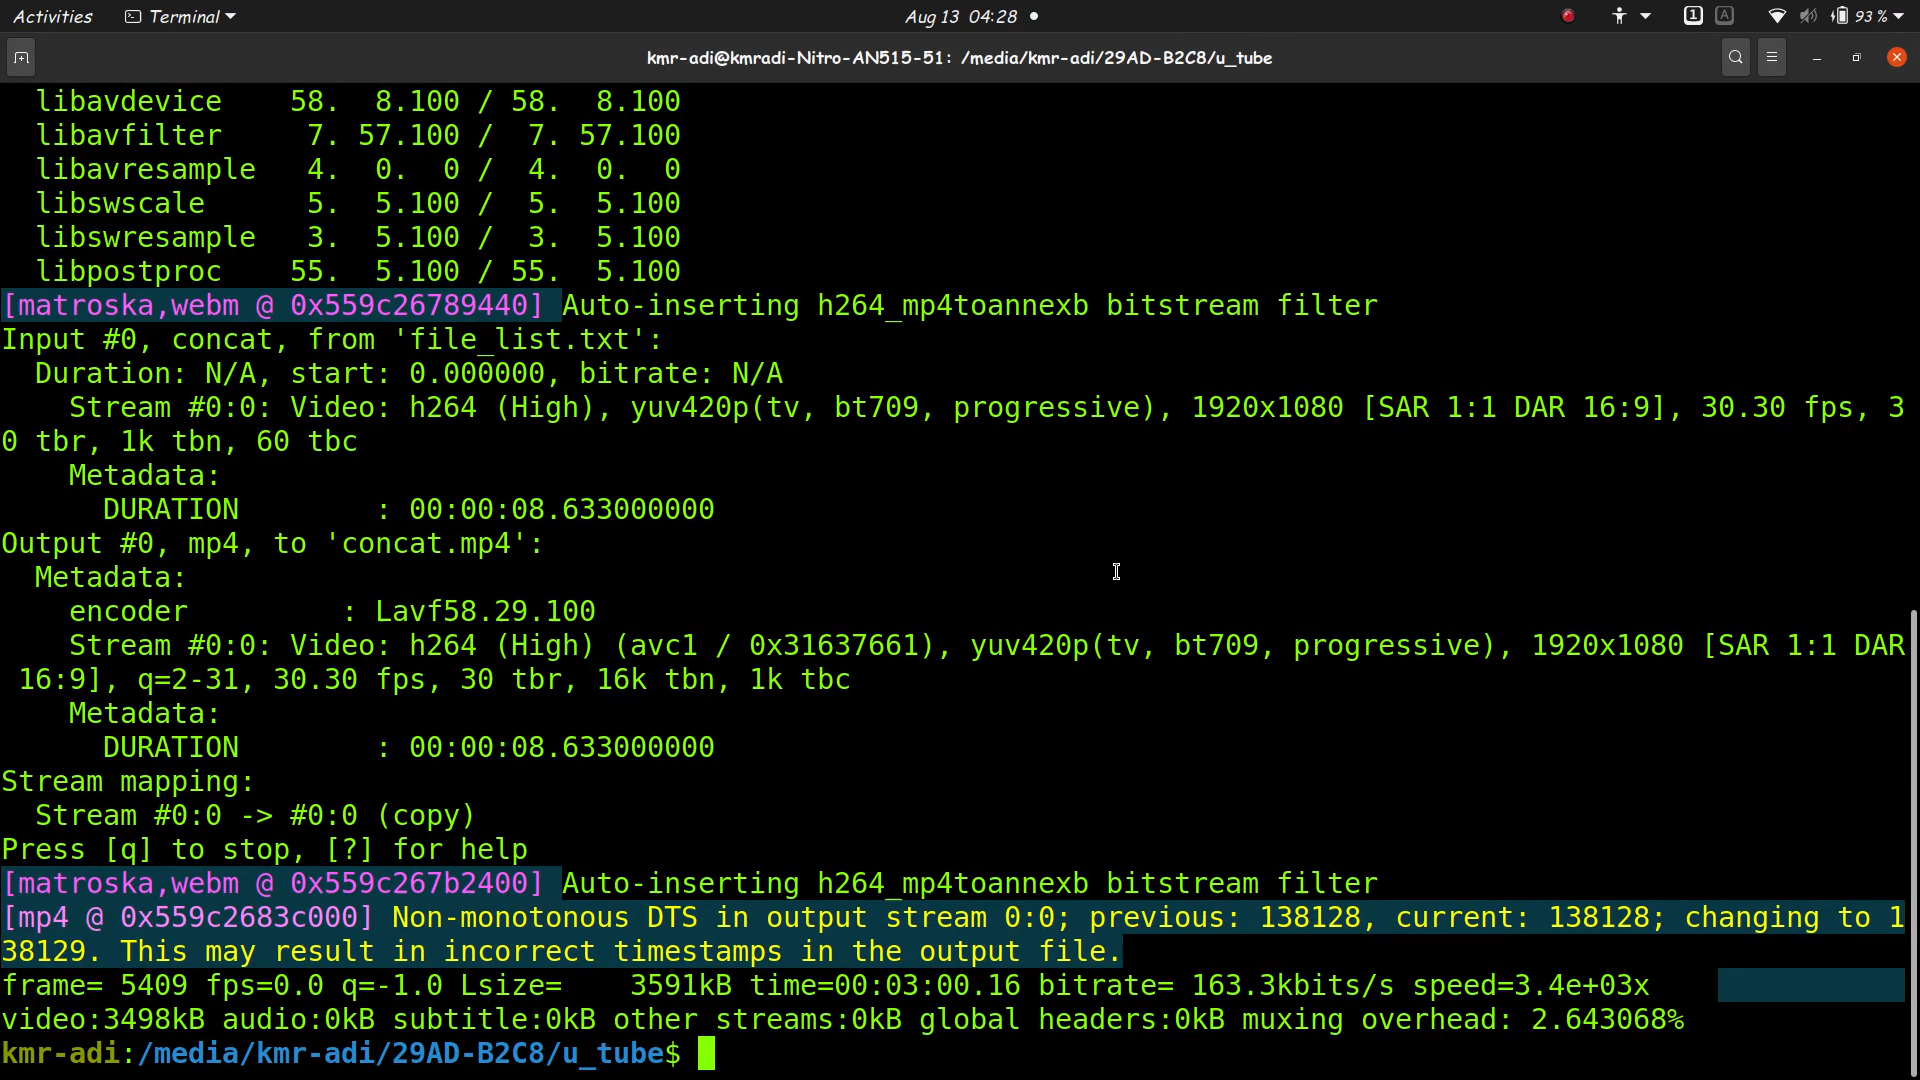 Activities Terminal Aug 13 04:28 1 A 93 %
kmr-adi@kmradi-Nitro-AN515-51: /media/kmr-adi/29AD-B2C8/u_tube
  libavdevice    58.  8.100 / 58.  8.100
  libavfilter     7. 57.100 /  7. 57.100
  libavresample   4.  0.  0 /  4.  0.  0
  libswscale      5.  5.100 /  5.  5.100
  libswresample   3.  5.100 /  3.  5.100
  libpostproc    55.  5.100 / 55.  5.100
[matroska,webm @ 0x559c26789440] Auto-inserting h264_mp4toannexb bitstream filter
Input #0, concat, from 'file_list.txt':
  Duration: N/A, start: 0.000000, bitrate: N/A
    Stream #0:0: Video: h264 (High), yuv420p(tv, bt709, progressive), 1920x1080 [SAR 1:1 DAR 16:9], 30.30 fps, 3
0 tbr, 1k tbn, 60 tbc
    Metadata:
      DURATION        : 00:00:08.633000000
Output #0, mp4, to 'concat.mp4':
  Metadata:
    encoder         : Lavf58.29.100
    Stream #0:0: Video: h264 (High) (avc1 / 0x31637661), yuv420p(tv, bt709, progressive), 1920x1080 [SAR 1:1 DAR
 16:9], q=2-31, 30.30 fps, 30 tbr, 16k tbn, 1k tbc
    Metadata:
      DURATION        : 00:00:08.633000000
Stream mapping:
  Stream #0:0 -> #0:0 (copy)
Press [q] to stop, [?] for help
[matroska,webm @ 0x559c267b2400] Auto-inserting h264_mp4toannexb bitstream filter
[mp4 @ 0x559c2683c000] Non-monotonous DTS in output stream 0:0; previous: 138128, current: 138128; changing to 1
38129. This may result in incorrect timestamps in the output file.
frame= 5409 fps=0.0 q=-1.0 Lsize=    3591kB time=00:03:00.16 bitrate= 163.3kbits/s speed=3.4e+03x
video:3498kB audio:0kB subtitle:0kB other streams:0kB global headers:0kB muxing overhead: 2.643068%
kmr-adi:/media/kmr-adi/29AD-B2C8/u_tube$